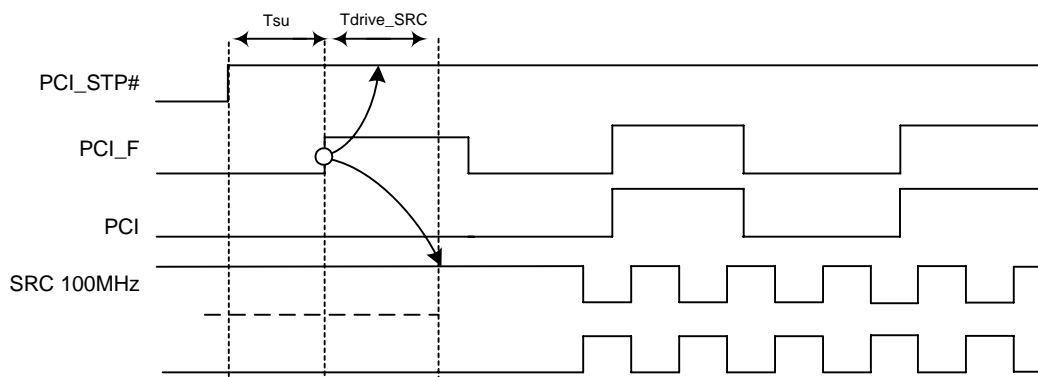 Tsu
Tdrive_SRC
PCI_STP#
PCI_F
PCI
SRC 100MHz